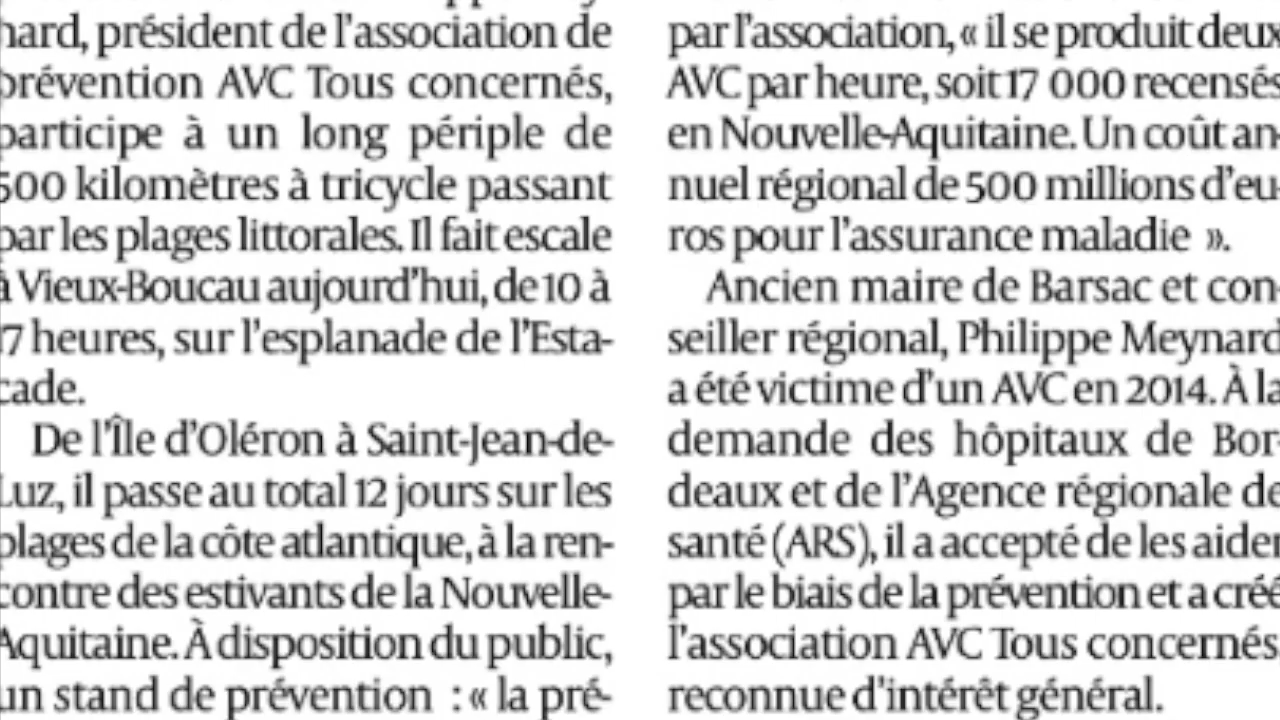 hard, président de l'association de
prévention AVC Tous concernés,
participe à un long périple de
500 kilomètres à tricycle passant
par les plages littorales. Il fait escale
à Vieux-Boucau aujourd'hui, de 10 à
17 heures, sur l'esplanade de l'Esta-
cade.
De l'Île d'Oléron à Saint-Jean-de-
Luz, il passe au total 12 jours sur les
plages de la côte atlantique, à la ren-
contre des estivants de la Nouvelle-
Aquitaine. À disposition du public,
un stand de prévention : « la pré-
par l'association, « il se produit deux
AVC par heure, soit 17 000 recensés
en Nouvelle-Aquitaine. Un coût an-
nuel régional de 500 millions d'eu-
ros pour l'assurance maladie ».
Ancien maire de Barsac et con-
seiller régional, Philippe Meynard
a été victime d'un AVC en 2014. À la
demande des hôpitaux de Bor-
deaux et de l'Agence régionale de
santé (ARS), il a accepté de les aider
par le biais de la prévention et a créé
l'association AVC Tous concernés
reconnue d'intérêt général.